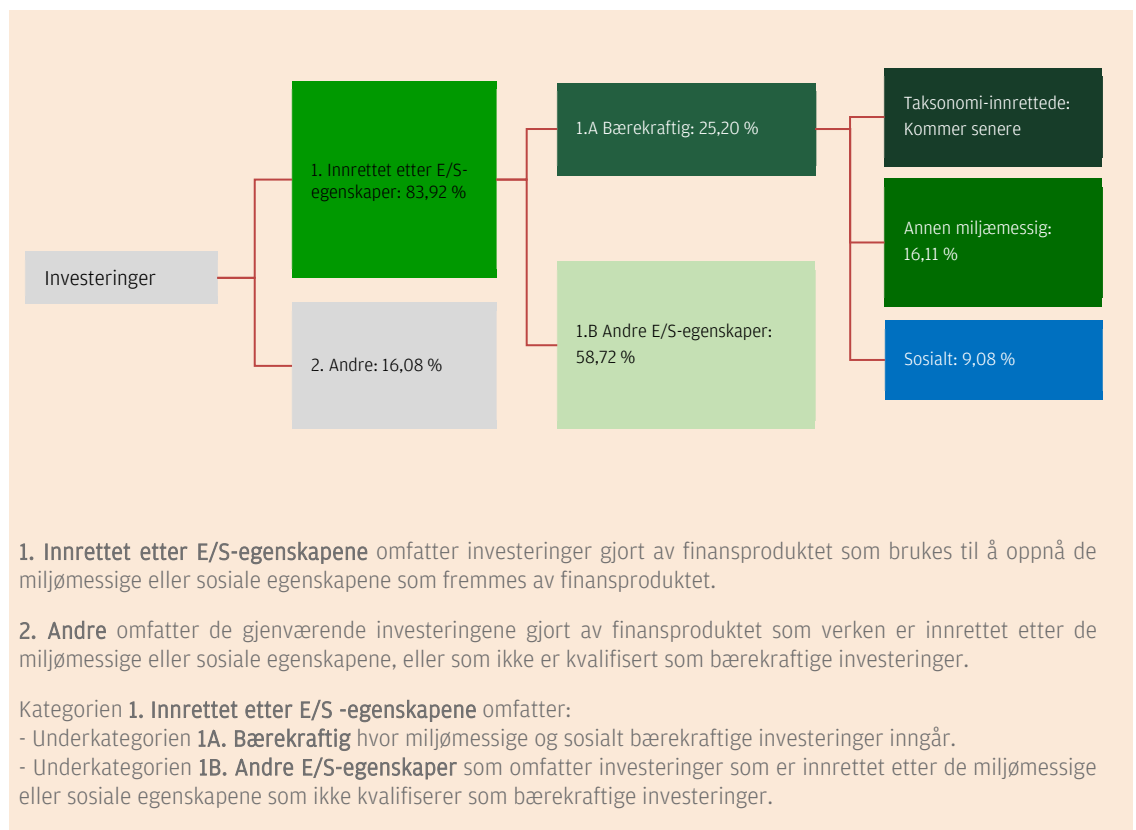 Investeringer
1. Innrettet etter E/S-
egenskaper: 83,92 %
2. Andre: 16,08 %
1.A Bærekraftig: 25,20 %
1.B Andre E/S-egenskaper:
58,72 %
Taksonomi-innrettede:
Kommer senere
Annen miljæmessig:
16,11 %
Sosialt: 9,08 %
1. Innrettet etter E/S-egenskapene omfatter investeringer gjort av finansproduktet som brukes til å oppnå de
miljømessige eller sosiale egenskapene som fremmes av finansproduktet.
2. Andre omfatter de gjenværende investeringene gjort av finansproduktet som verken er innrettet etter de
miljømessige eller sosiale egenskapene, eller som ikke er kvalifisert som bærekraftige investeringer.
Kategorien 1. Innrettet etter E/S -egenskapene omfatter:
- Underkategorien 1A. Bærekraftig hvor miljømessige og sosialt bærekraftige investeringer inngår.
- Underkategorien 1B. Andre E/S-egenskaper som omfatter investeringer som er innrettet etter de miljømessige
eller sosiale egenskapene som ikke kvalifiserer som bærekraftige investeringer.